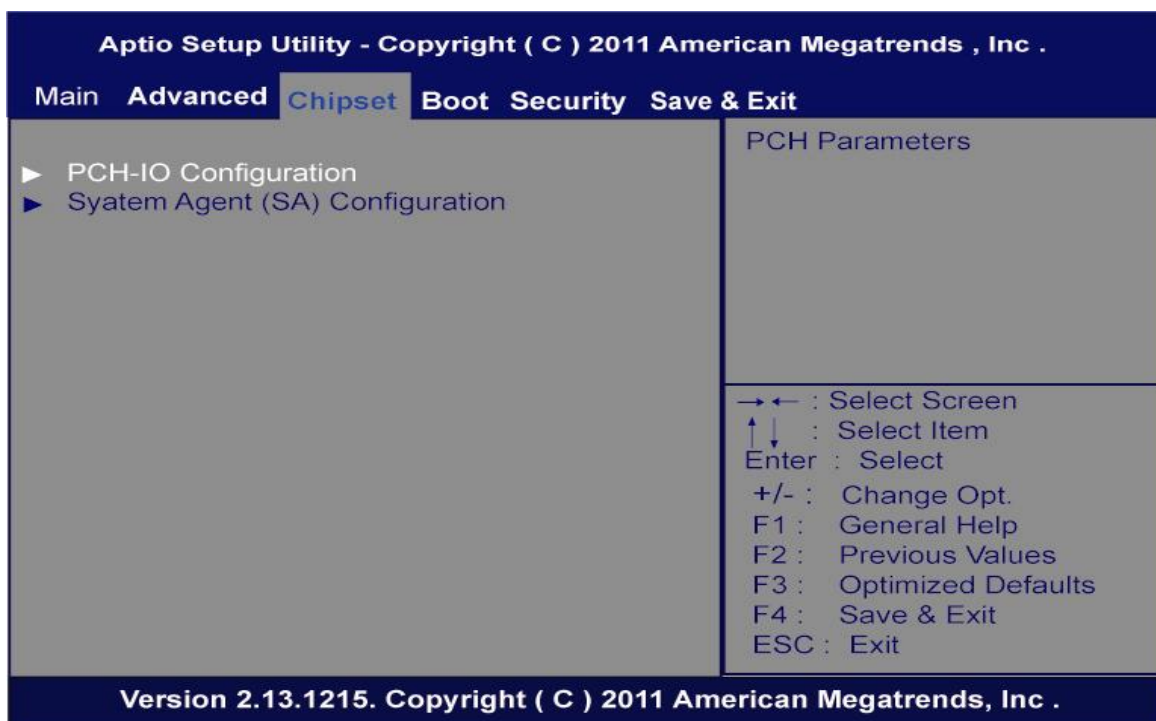 Aptio Setup Utility - Copyright ( C ) 2011 American Megatrends , Inc .
Main Advanced Chipset Boot Security Save & Exit
► PCH-IO Configuration
► Syatem Agent (SA) Configuration
PCH Parameters
→ ← : Select Screen
↑ ↓ : Select Item
Enter : Select
+/- : Change Opt.
F1 : General Help
F2 : Previous Values
F3 : Optimized Defaults
F4 : Save & Exit
ESC : Exit
Version 2.13.1215. Copyright ( C ) 2011 American Megatrends, Inc .